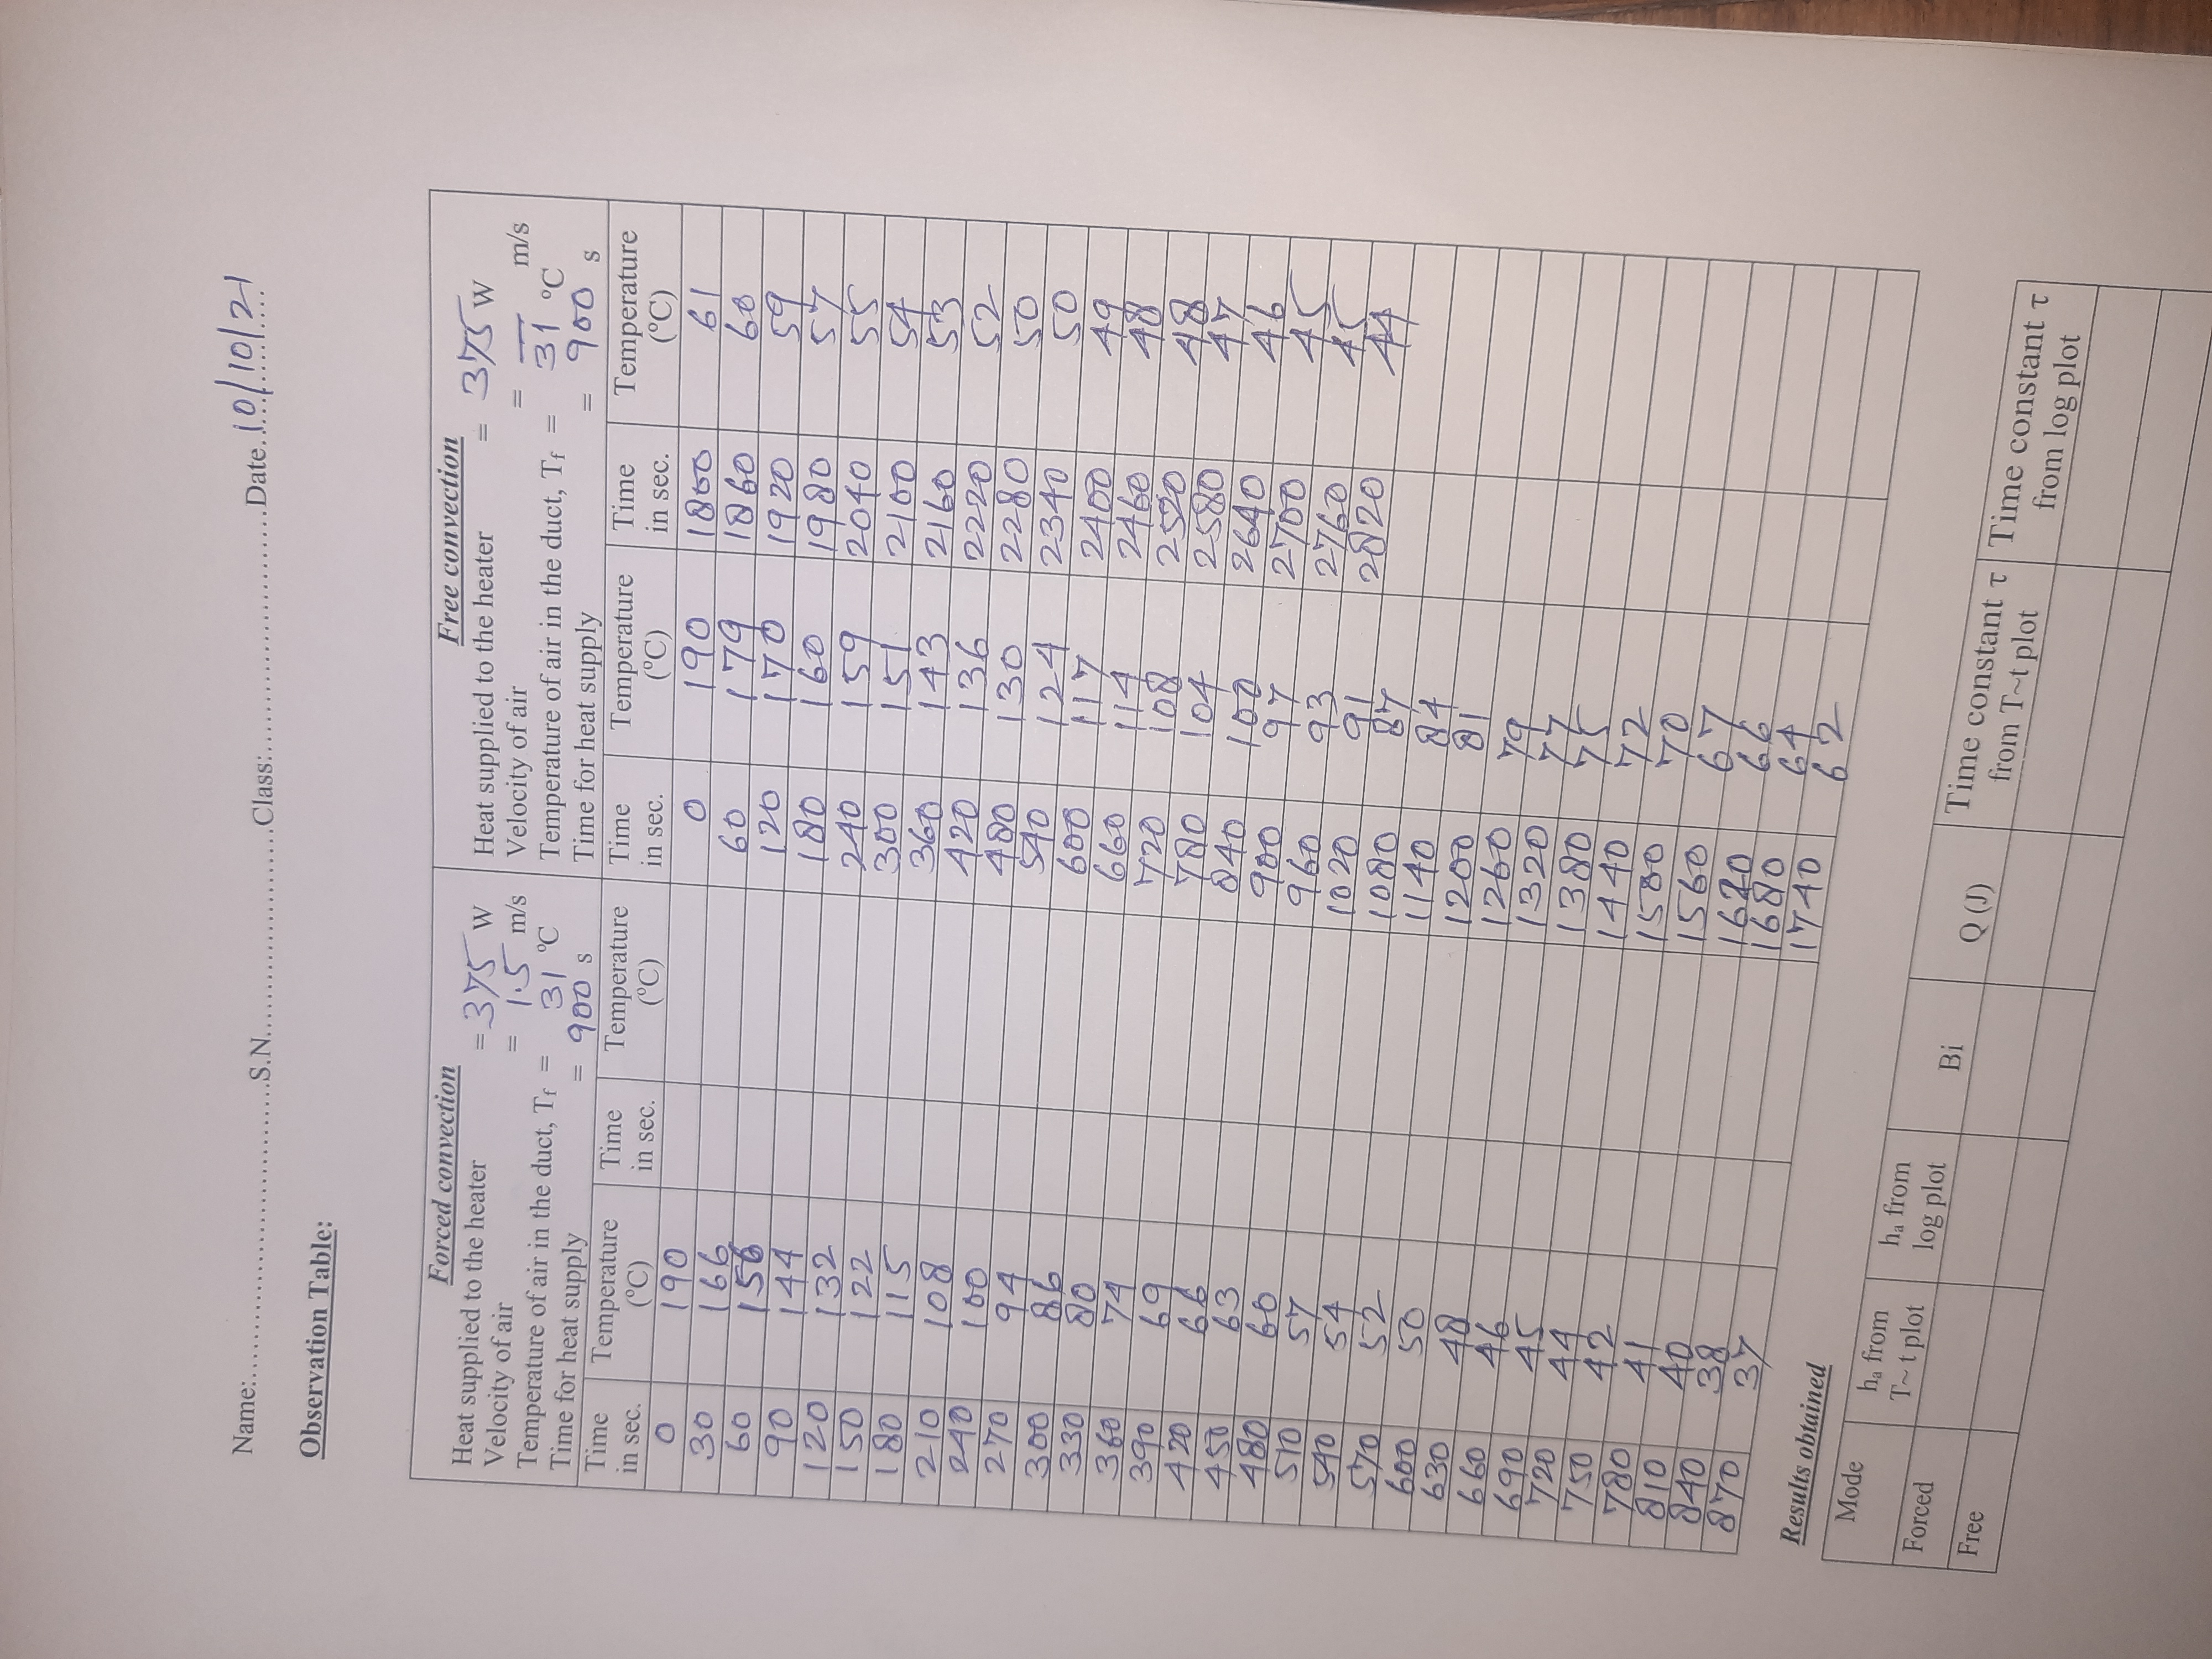 Name:..............................S.N......................Class:..........................Date. 10/10/21
Observation Table:
Forced convection
Heat supplied to the heater = 375 W
Velocity of air = 1.5 m/s
Temperature of air in the duct, Tf = 31 °C
Time for heat supply = 900 s
Free convection
Heat supplied to the heater = 375 W
Velocity of air = — m/s
Temperature of air in the duct, Tf = 31 °C
Time for heat supply = 900 s
Time in sec. Temperature (°C) Time in sec. Temperature (°C)
0 190
30 166
60 156
90 144
120 132
150 122
180 115
210 108
240 100
270 94
300 86
330 80
360 74
390 69
420 66
450 63
480 60
510 57
540 54
570 52
600 50
630 48
660 46
690 45
720 44
750 42
780 41
810 40
840 38
870 37
Time in sec. Temperature (°C) Time in sec. Temperature (°C)
0 190 1800 61
60 179 1860 60
120 170 1920 59
180 160 1980 57
240 159 2040 55
300 151 2100 54
360 143 2160 53
420 136 2220 52
480 130 2280 50
540 124 2340 50
600 117 2400 49
660 114 2460 48
720 108 2520 48
780 104 2580 47
840 100 2640 46
900 97 2700 45
960 93 2760 45
1020 91 2820 44
1080 87
1140 84
1200 81
1260 79
1320 77
1380 75
1440 72
1500 70
1560 67
1620 66
1680 64
1740 62
Results obtained
Mode ha from T~ t plot ha from log plot Bi Q (J) Time constant τ from T~t plot Time constant τ from log plot
Forced
Free